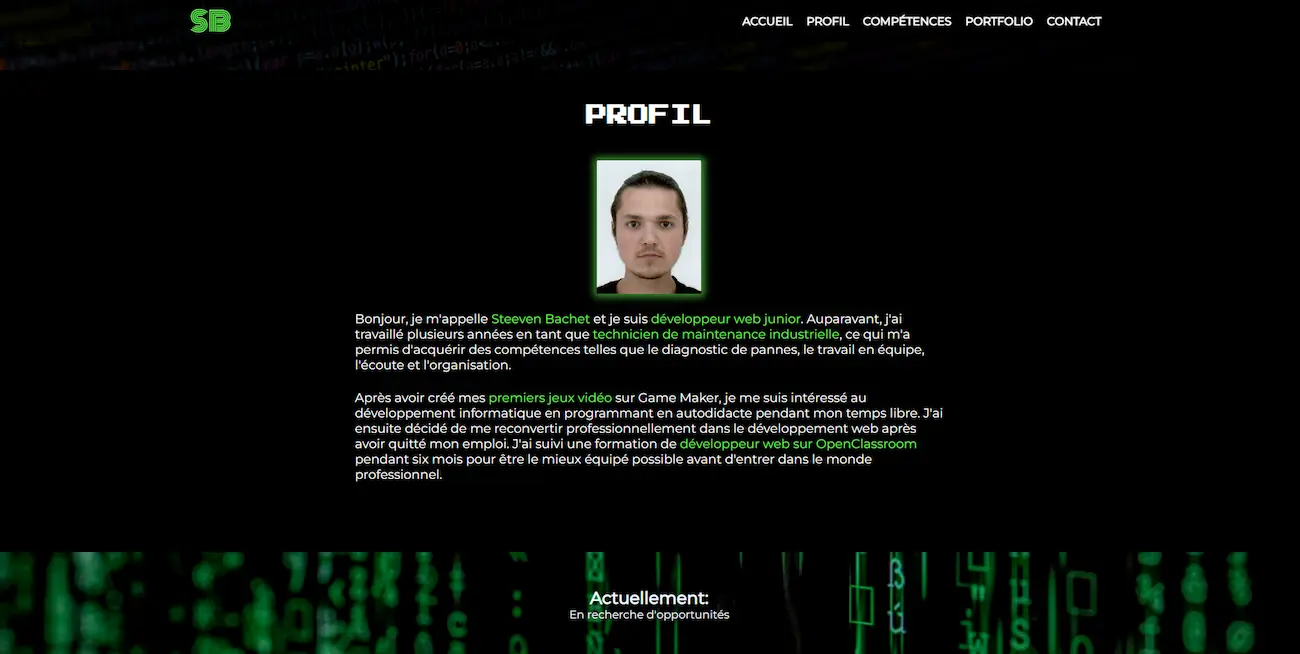 SB
ACCUEIL PROFIL COMPÉTENCES PORTFOLIO CONTACT
PROFIL
Bonjour, je m'appelle Steeven Bachet et je suis développeur web junior. Auparavant, j'ai
travaillé plusieurs années en tant que technicien de maintenance industrielle, ce qui m'a
permis d'acquérir des compétences telles que le diagnostic de pannes, le travail en équipe,
l'écoute et l'organisation.
Après avoir créé mes premiers jeux vidéo sur Game Maker, je me suis intéressé au
développement informatique en programmant en autodidacte pendant mon temps libre. J'ai
ensuite décidé de me reconvertir professionnellement dans le développement web après
avoir quitté mon emploi. J'ai suivi une formation de développeur web sur OpenClassroom
pendant six mois pour être le mieux équipé possible avant d'entrer dans le monde
professionnel.
Actuellement:
En recherche d'opportunités